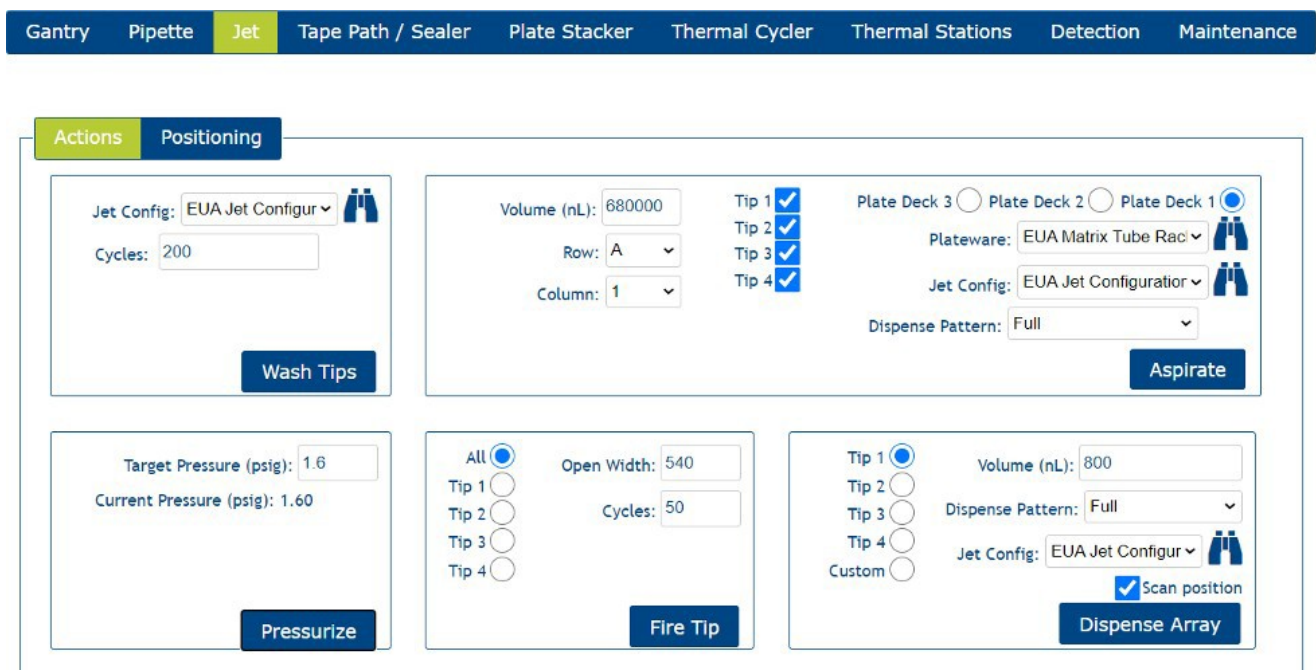 Gantry Pipette Jet Tape Path / Sealer Plate Stacker Thermal Cycler Thermal Stations Detection Maintenance
Actions Positioning
Jet Config: EUA Jet Configur
Cycles: 200
Wash Tips
Volume (nL): 680000
Row: A
Column: 1
Tip 1
Tip 2
Tip 3
Tip 4
Plate Deck 3 Plate Deck 2 Plate Deck 1
Plateware: EUA Matrix Tube Rac
Jet Config: EUA Jet Configuration
Dispense Pattern: Full
Aspirate
Target Pressure (psig): 1.6
Current Pressure (psig): 1.60
Pressurize
All
Tip 1
Tip 2
Tip 3
Tip 4
Open Width: 540
Cycles: 50
Fire Tip
Tip 1
Tip 2
Tip 3
Tip 4
Custom
Volume (nL): 800
Dispense Pattern: Full
Jet Config: EUA Jet Configur
Scan position
Dispense Array